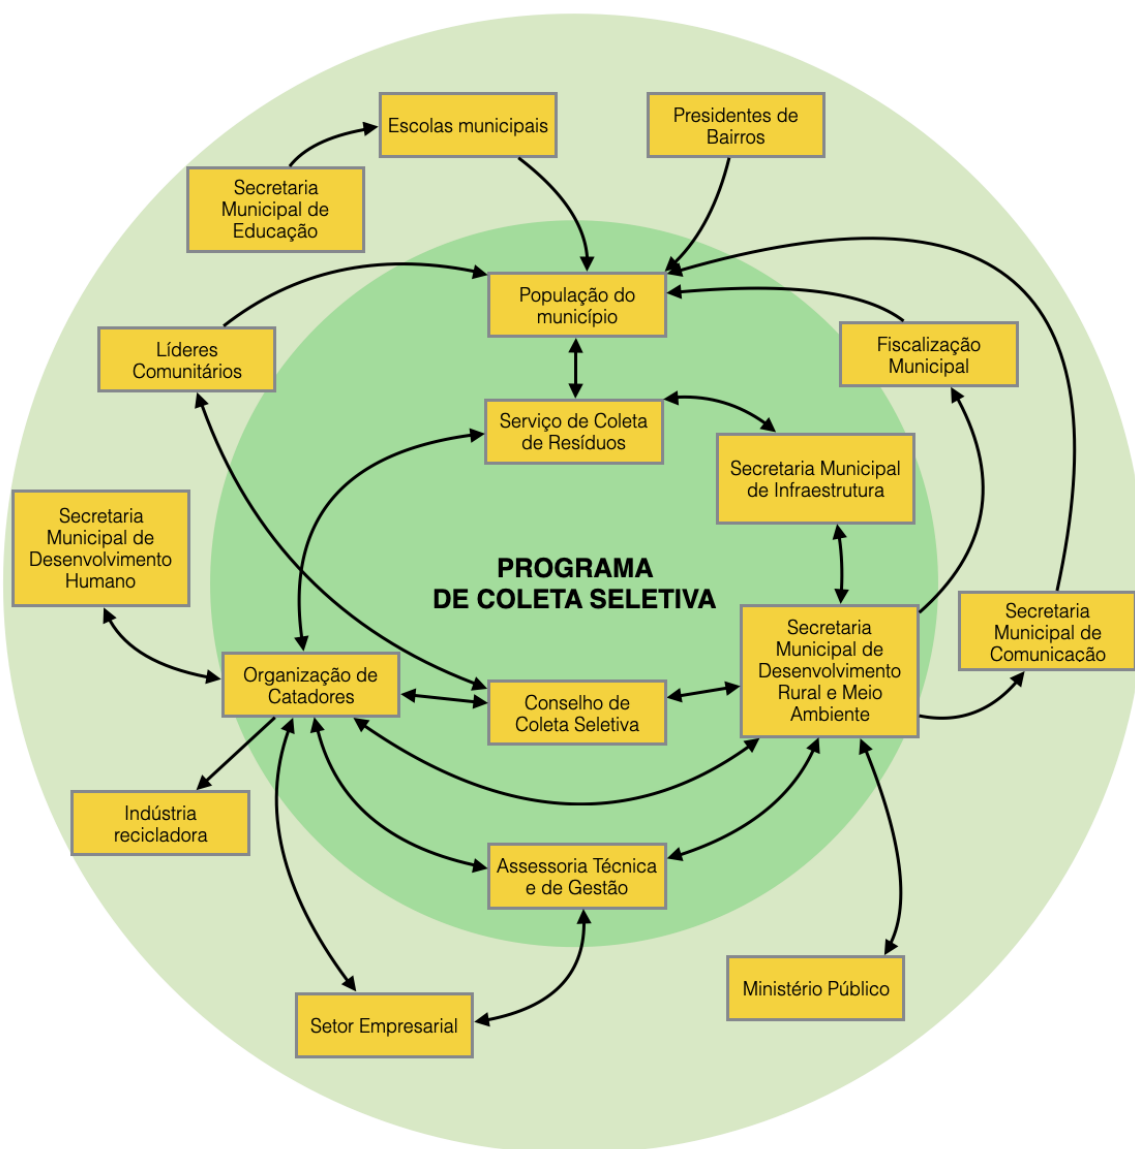 Escolas municipais
Presidentes de
Bairros
Secretaria
Municipal de
Educação
População do
município
Líderes
Comunitários
Fiscalização
Municipal
Serviço de Coleta
de Resíduos
Secretaria Municipal
de Infraestrutura
Secretaria
Municipal de
Desenvolvimento
Humano
PROGRAMA
DE COLETA SELETIVA
Secretaria
Municipal de
Desenvolvimento
Rural e Meio
Ambiente
Secretaria
Municipal de
Comunicação
Organização de
Catadores
Conselho de
Coleta Seletiva
Indústria
recicladora
Assessoria Técnica
e de Gestão
Ministério Público
Setor Empresarial